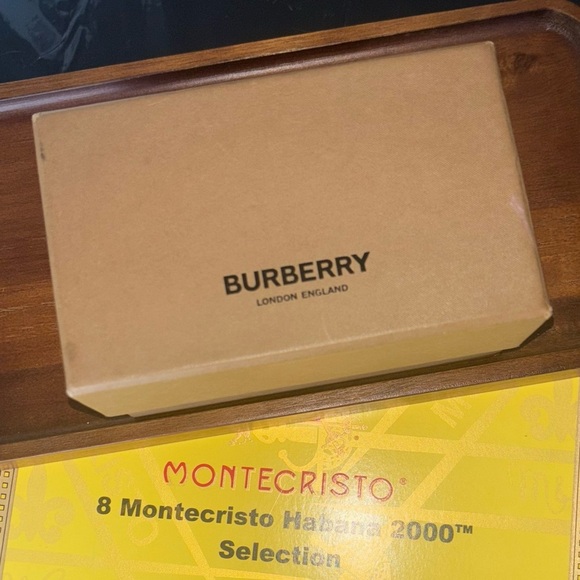 BURBERRY
LONDON ENGLAND
MONTECRISTO®
8 Montecristo Habana 2000™
Selection